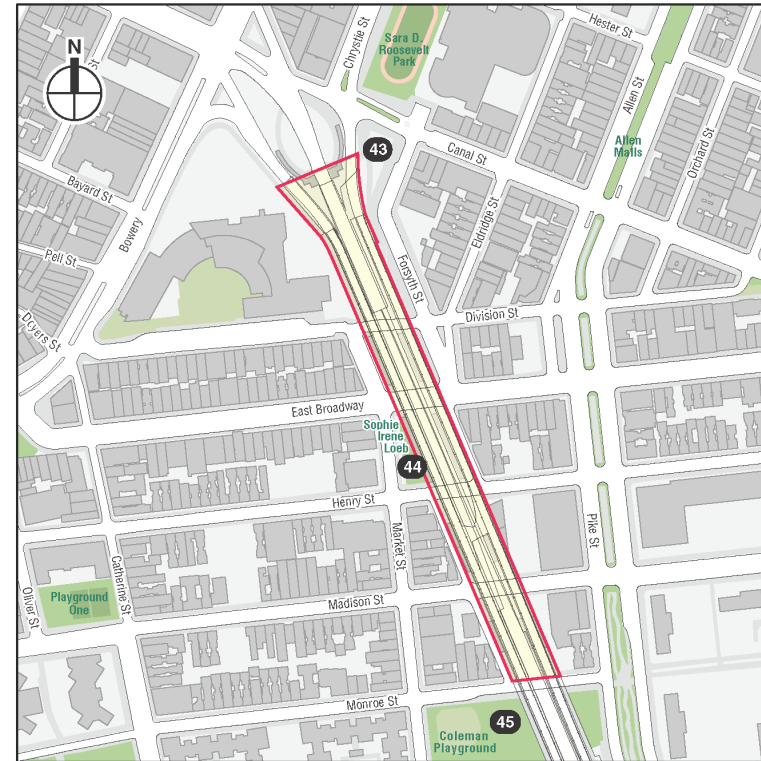 Hester St
Chrystie St
Sara D.
Roosevelt
Park
St
N
Allen St
Allen
Malls
Orchard St
43
Canal St
Bayard St
Bowery
Eldridge St
Pell St
Forsyth St
Doyers St
Division St
East Broadway
Sophie
Irene
Loeb
44
Henry St
Market St
Pike St
Catherine St
Oliver St
Playground
One
Madison St
Monroe St
45
Coleman
Playground